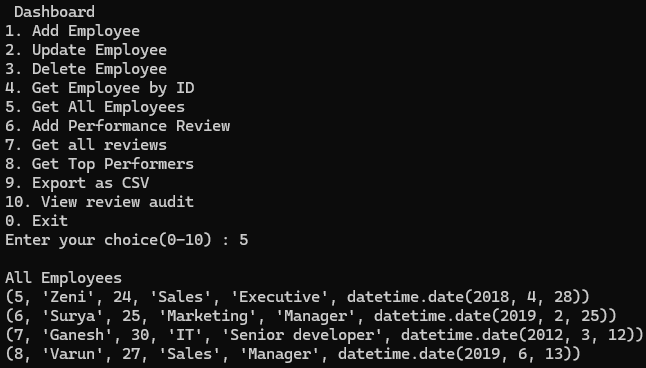 Dashboard
1. Add Employee
2. Update Employee
3. Delete Employee
4. Get Employee by ID
5. Get All Employees
6. Add Performance Review
7. Get all reviews
8. Get Top Performers
9. Export as CSV
10. View review audit
0. Exit
Enter your choice(0-10) : 5
All Employees
(5, 'Zeni', 24, 'Sales', 'Executive', datetime.date(2018, 4, 28))
(6, 'Surya', 25, 'Marketing', 'Manager', datetime.date(2019, 2, 25))
(7, 'Ganesh', 30, 'IT', 'Senior developer', datetime.date(2012, 3, 12))
(8, 'Varun', 27, 'Sales', 'Manager', datetime.date(2019, 6, 13))